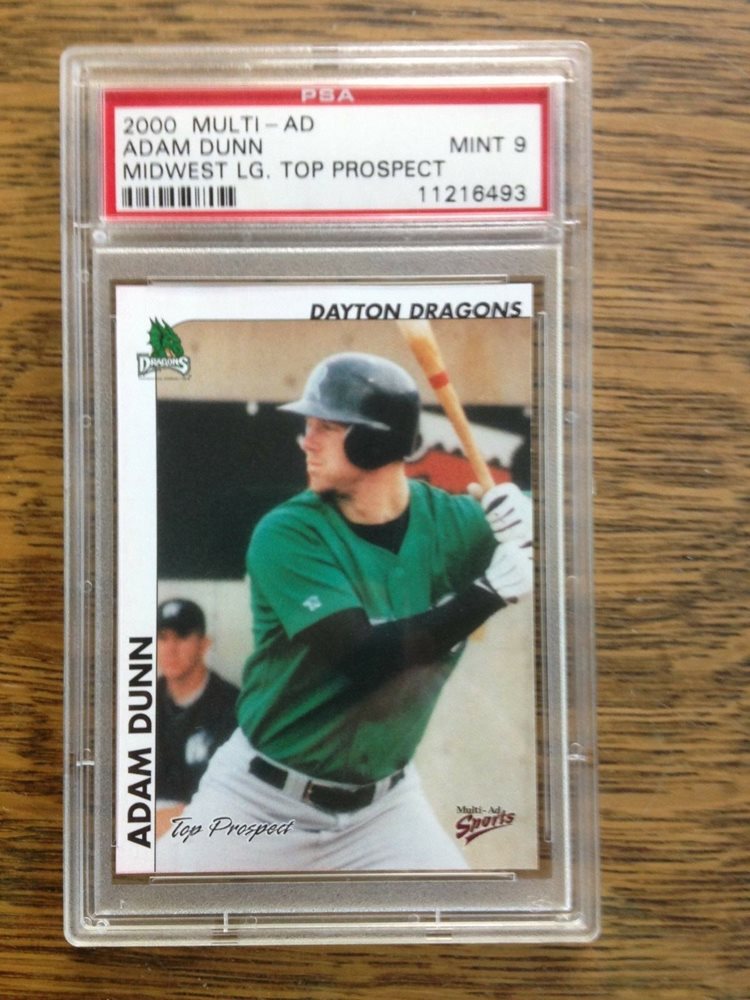 PSA
2000 MULTI-AD
ADAM DUNN MINT 9
MIDWEST LG. TOP PROSPECT
11216493
DAYTON DRAGONS
DRAGONS
ADAM DUNN
Top Prospect
Multi-Ad
Sports